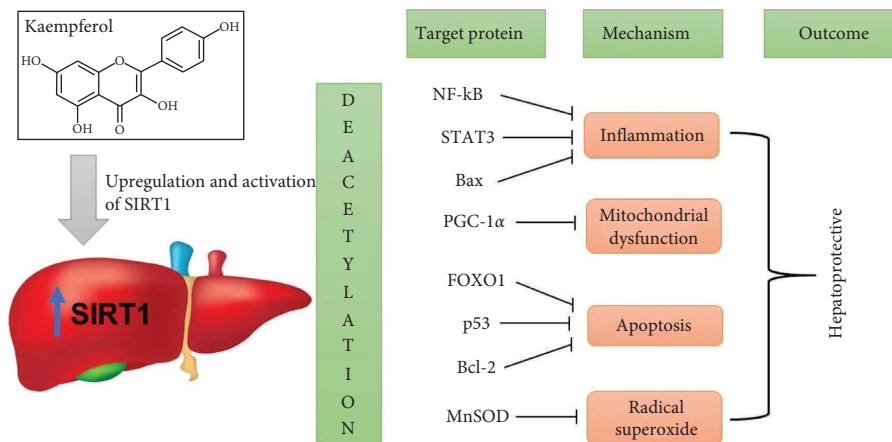 Kaempferol
OH
HO
O
OH
OH
O
Upregulation and activation
of SIRT1
SIRT1
DEACETYLATION
Target protein
Mechanism
Outcome
NF-kB
STAT3
Bax
Inflammation
PGC-1α
Mitochondrial
dysfunction
FOXO1
p53
Bcl-2
Apoptosis
MnSOD
Radical
superoxide
Hepatoprotective